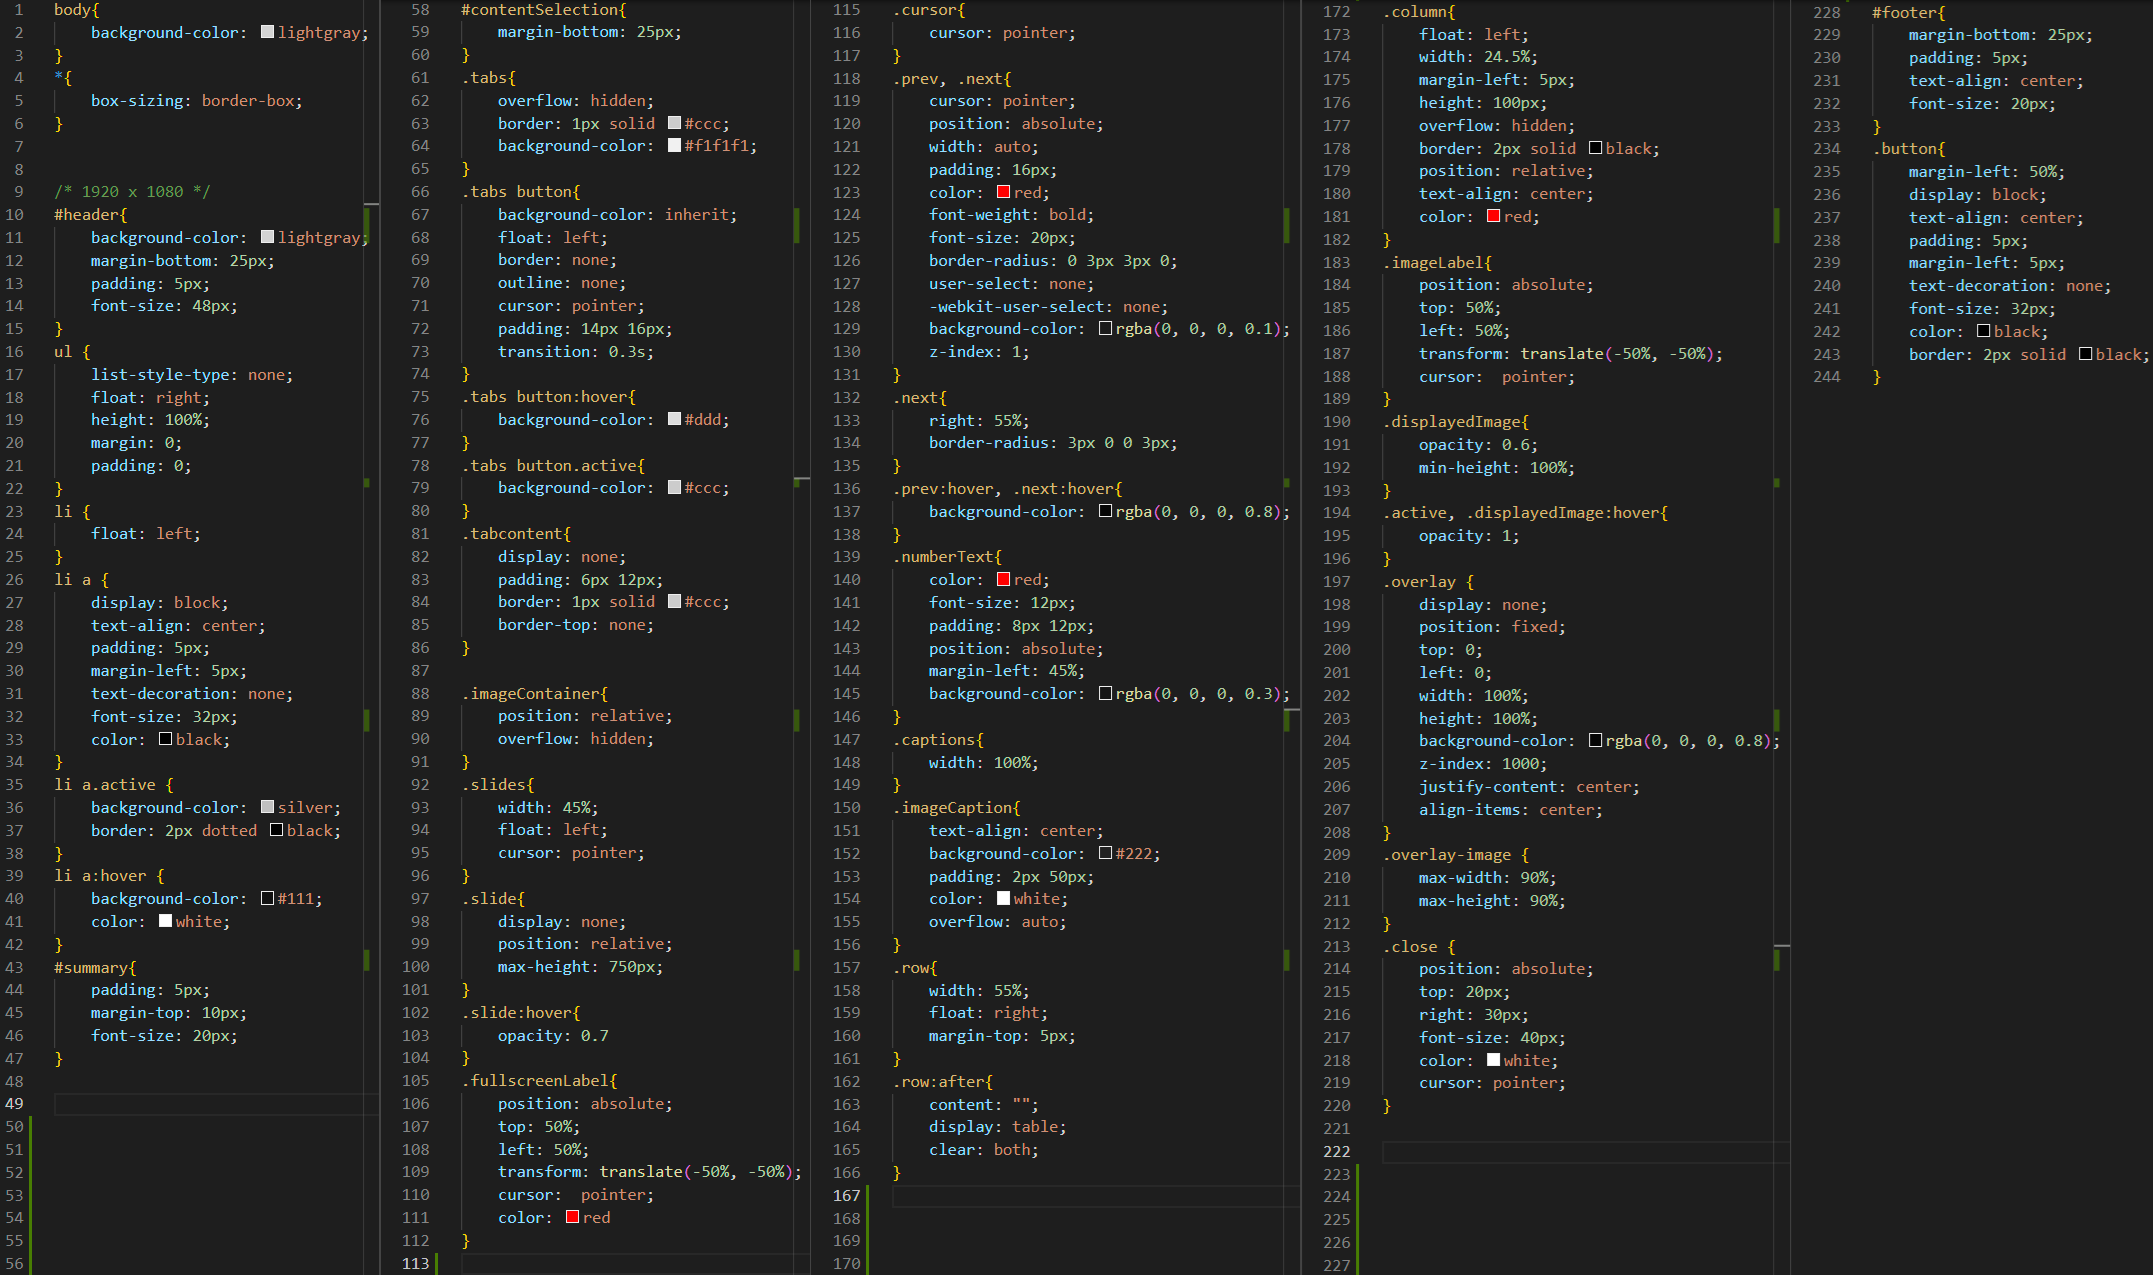 1 body{
2 background-color: lightgray;
3 }
4 *{
5 box-sizing: border-box;
6 }
7
8
9 /* 1920 x 1080 */
10 #header{
11 background-color: lightgray;
12 margin-bottom: 25px;
13 padding: 5px;
14 font-size: 48px;
15 }
16 ul {
17 list-style-type: none;
18 float: right;
19 height: 100%;
20 margin: 0;
21 padding: 0;
22 }
23 li {
24 float: left;
25 }
26 li a {
27 display: block;
28 text-align: center;
29 padding: 5px;
30 margin-left: 5px;
31 text-decoration: none;
32 font-size: 32px;
33 color: black;
34 }
35 li a.active {
36 background-color: silver;
37 border: 2px dotted black;
38 }
39 li a:hover {
40 background-color: #111;
41 color: white;
42 }
43 #summary{
44 padding: 5px;
45 margin-top: 10px;
46 font-size: 20px;
47 }
48
49
50
51
52
53
54
55
56
58 #contentSelection{
59 margin-bottom: 25px;
60 }
61 .tabs{
62 overflow: hidden;
63 border: 1px solid #ccc;
64 background-color: #f1f1f1;
65 }
66 .tabs button{
67 background-color: inherit;
68 float: left;
69 border: none;
70 outline: none;
71 cursor: pointer;
72 padding: 14px 16px;
73 transition: 0.3s;
74 }
75 .tabs button:hover{
76 background-color: #ddd;
77 }
78 .tabs button.active{
79 background-color: #ccc;
80 }
81 .tabcontent{
82 display: none;
83 padding: 6px 12px;
84 border: 1px solid #ccc;
85 border-top: none;
86 }
87
88 .imageContainer{
89 position: relative;
90 overflow: hidden;
91 }
92 .slides{
93 width: 45%;
94 float: left;
95 cursor: pointer;
96 }
97 .slide{
98 display: none;
99 position: relative;
100 max-height: 750px;
101 }
102 .slide:hover{
103 opacity: 0.7
104 }
105 .fullscreenLabel{
106 position: absolute;
107 top: 50%;
108 left: 50%;
109 transform: translate(-50%, -50%);
110 cursor:  pointer;
111 color: red
112 }
113
115 .cursor{
116 cursor: pointer;
117 }
118 .prev, .next{
119 cursor: pointer;
120 position: absolute;
121 width: auto;
122 padding: 16px;
123 color: red;
124 font-weight: bold;
125 font-size: 20px;
126 border-radius: 0 3px 3px 0;
127 user-select: none;
128 -webkit-user-select: none;
129 background-color: rgba(0, 0, 0, 0.1);
130 z-index: 1;
131 }
132 .next{
133 right: 55%;
134 border-radius: 3px 0 0 3px;
135 }
136 .prev:hover, .next:hover{
137 background-color: rgba(0, 0, 0, 0.8);
138 }
139 .numberText{
140 color: red;
141 font-size: 12px;
142 padding: 8px 12px;
143 position: absolute;
144 margin-left: 45%;
145 background-color: rgba(0, 0, 0, 0.3);
146 }
147 .captions{
148 width: 100%;
149 }
150 .imageCaption{
151 text-align: center;
152 background-color: #222;
153 padding: 2px 50px;
154 color: white;
155 overflow: auto;
156 }
157 .row{
158 width: 55%;
159 float: right;
160 margin-top: 5px;
161 }
162 .row:after{
163 content: "";
164 display: table;
165 clear: both;
166 }
167
168
169
170
172 .column{
173 float: left;
174 width: 24.5%;
175 margin-left: 5px;
176 height: 100px;
177 overflow: hidden;
178 border: 2px solid black;
179 position: relative;
180 text-align: center;
181 color: red;
182 }
183 .imageLabel{
184 position: absolute;
185 top: 50%;
186 left: 50%;
187 transform: translate(-50%, -50%);
188 cursor:  pointer;
189 }
190 .displayedImage{
191 opacity: 0.6;
192 min-height: 100%;
193 }
194 .active, .displayedImage:hover{
195 opacity: 1;
196 }
197 .overlay {
198 display: none;
199 position: fixed;
200 top: 0;
201 left: 0;
202 width: 100%;
203 height: 100%;
204 background-color: rgba(0, 0, 0, 0.8);
205 z-index: 1000;
206 justify-content: center;
207 align-items: center;
208 }
209 .overlay-image {
210 max-width: 90%;
211 max-height: 90%;
212 }
213 .close {
214 position: absolute;
215 top: 20px;
216 right: 30px;
217 font-size: 40px;
218 color: white;
219 cursor: pointer;
220 }
221
222
223
224
225
226
227
228 #footer{
229 margin-bottom: 25px;
230 padding: 5px;
231 text-align: center;
232 font-size: 20px;
233 }
234 .button{
235 margin-left: 50%;
236 display: block;
237 text-align: center;
238 padding: 5px;
239 margin-left: 5px;
240 text-decoration: none;
241 font-size: 32px;
242 color: black;
243 border: 2px solid black;
244 }